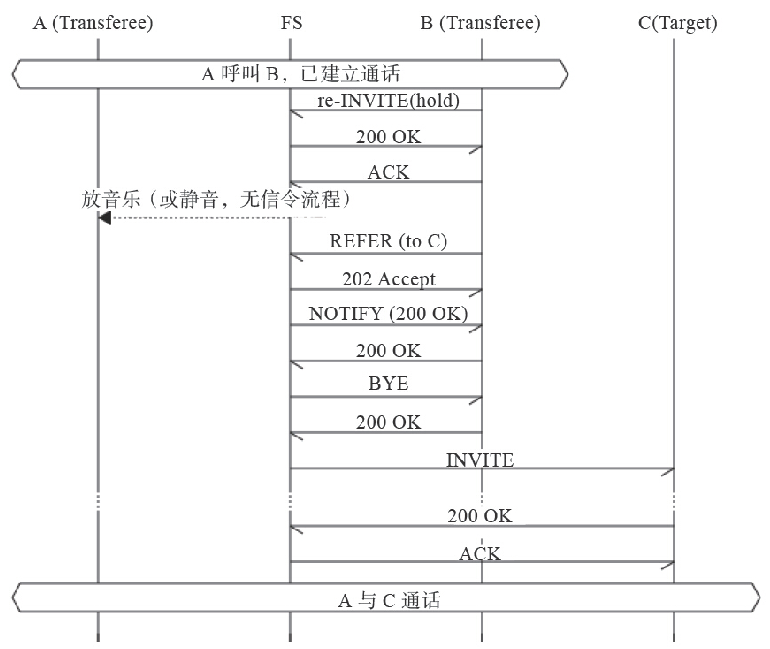 A (Transferee)
FS
B (Transferee)
C(Target)
A 呼叫 B，已建立通话
re-INVITE(hold)
200 OK
ACK
放音乐（或静音，无信令流程）
REFER (to C)
202 Accept
NOTIFY (200 OK)
200 OK
BYE
200 OK
INVITE
200 OK
ACK
A 与 C 通话